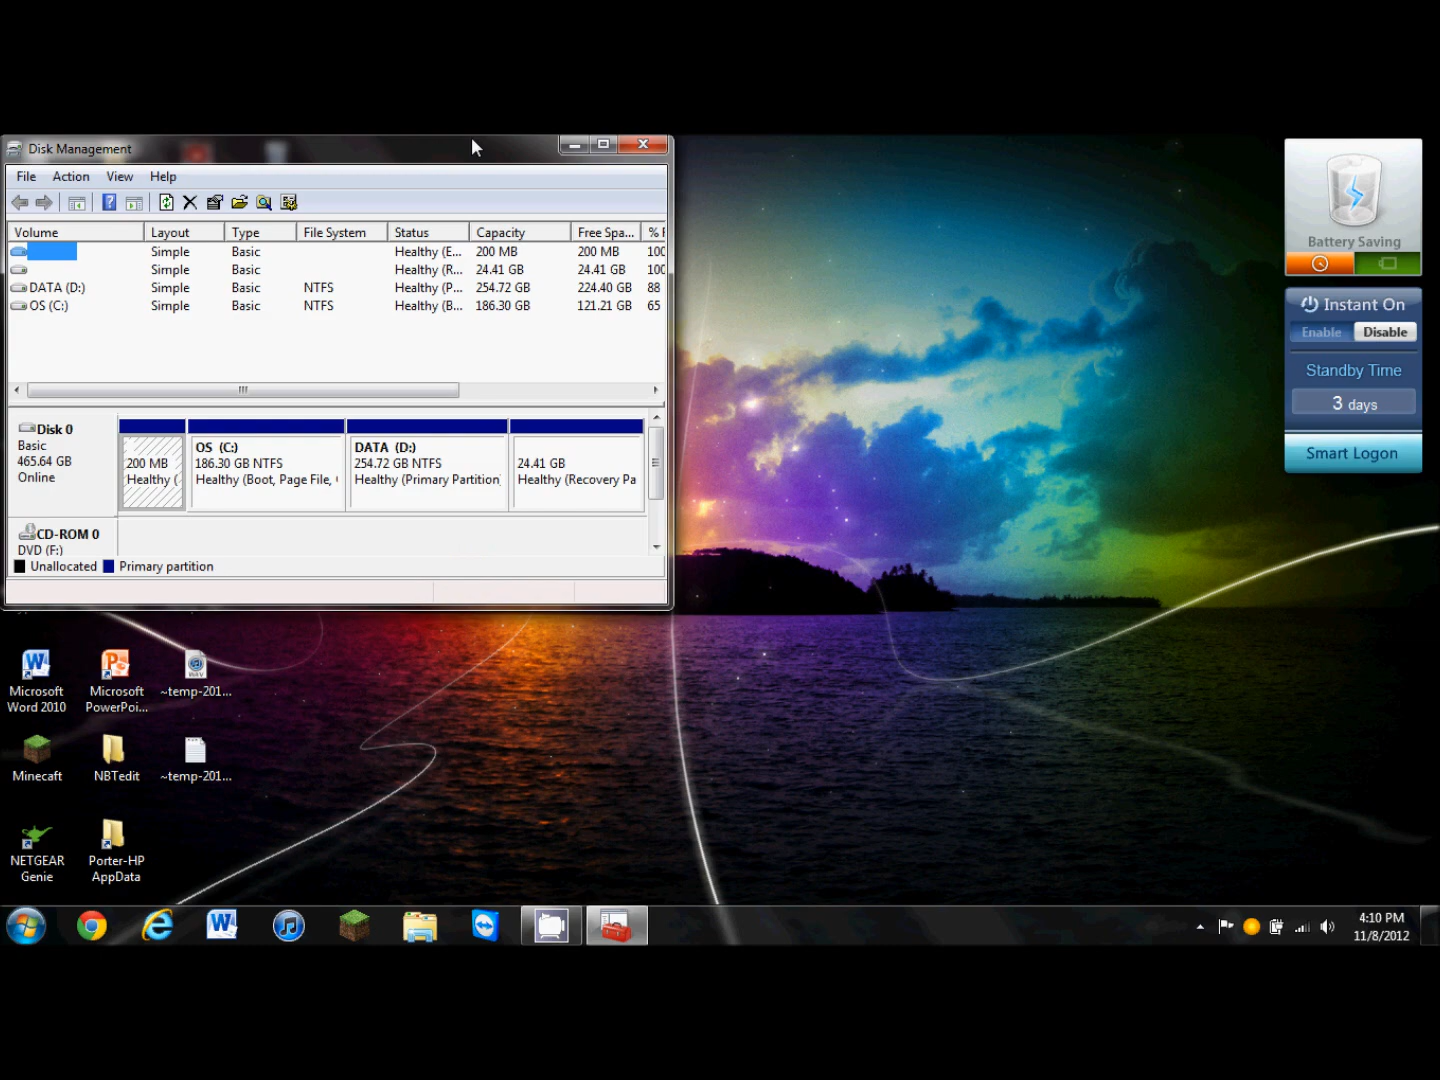 Disk Management
File Action View Help
Volume Layout Type File System Status Capacity Free Spa... %
Simple Basic Healthy (E... 200 MB 200 MB 100
Simple Basic Healthy (R... 24.41 GB 24.41 GB 100
DATA (D:) Simple Basic NTFS Healthy (P... 254.72 GB 224.40 GB 88
OS (C:) Simple Basic NTFS Healthy (B... 186.30 GB 121.21 GB 65
Disk 0
Basic
465.64 GB
Online
200 MB
Healthy (
OS (C:)
186.30 GB NTFS
Healthy (Boot, Page File,
DATA (D:)
254.72 GB NTFS
Healthy (Primary Partition
24.41 GB
Healthy (Recovery Pa
CD-ROM 0
DVD (F:)
Unallocated Primary partition
Battery Saving
Instant On
Enable Disable
Standby Time
3 days
Smart Logon
Microsoft
Word 2010
Microsoft
PowerPoi...
~temp-201...
Minecaft
NBTedit
~temp-201...
NETGEAR
Genie
Porter-HP
AppData
4:10 PM
11/8/2012